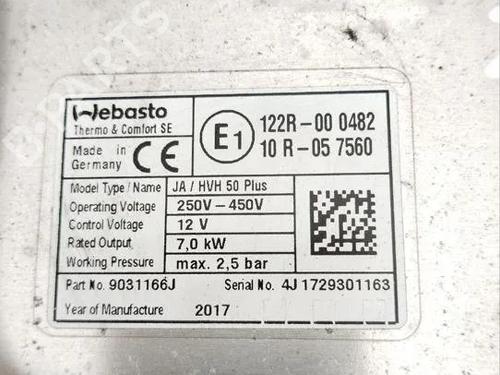 Webasto
Thermo & Comfort SE
Made in
Germany
CE
E1
122R-00 0482
10 R-05 7560
Model Type / Name JA / HVH 50 Plus
Operating Voltage 250V-450V
Control Voltage 12 V
Rated Output 7,0 kW
Working Pressure max. 2,5 bar
Part No. 9031166J Serial No. 4J 1729301163
Year of Manufacture 2017